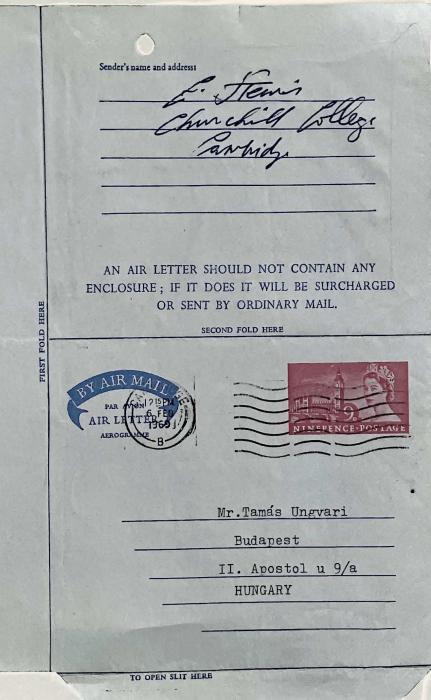 Sender's name and address:
Churchill College
Cambridge
AN AIR LETTER SHOULD NOT CONTAIN ANY
ENCLOSURE; IF IT DOES IT WILL BE SURCHARGED
OR SENT BY ORDINARY MAIL.
SECOND FOLD HERE
FIRST FOLD HERE
BY AIR MAIL
PAR AVION
AIR LETTER
AEROGRAMME
12 15 PM
6 FEB
1969
B
9D
NINEPENCE·POSTAGE
Mr.Tamás Ungvari
Budapest
II. Apostol u 9/a
HUNGARY
TO OPEN SLIT HERE